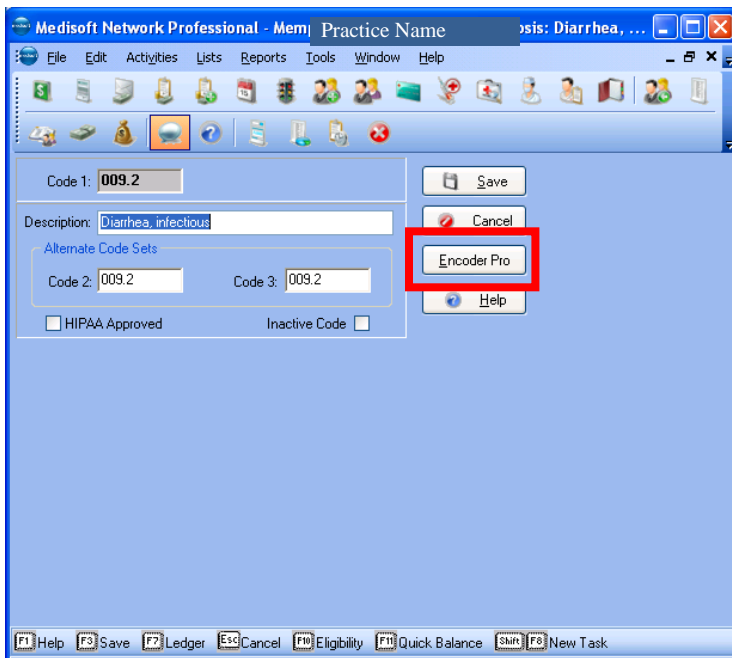 Medisoft Network Professional - Mem Practice Name osis: Diarrhea, ...
File Edit Activities Lists Reports Tools Window Help
Code 1: 009.2
Save
Description: Diarrhea, infectious
Cancel
Alternate Code Sets
Encoder Pro
Code 2: 009.2 Code 3: 009.2
Help
HIPAA Approved Inactive Code
F1 Help F3 Save F7 Ledger Esc Cancel F10 Eligibility F11 Quick Balance Shift F8 New Task